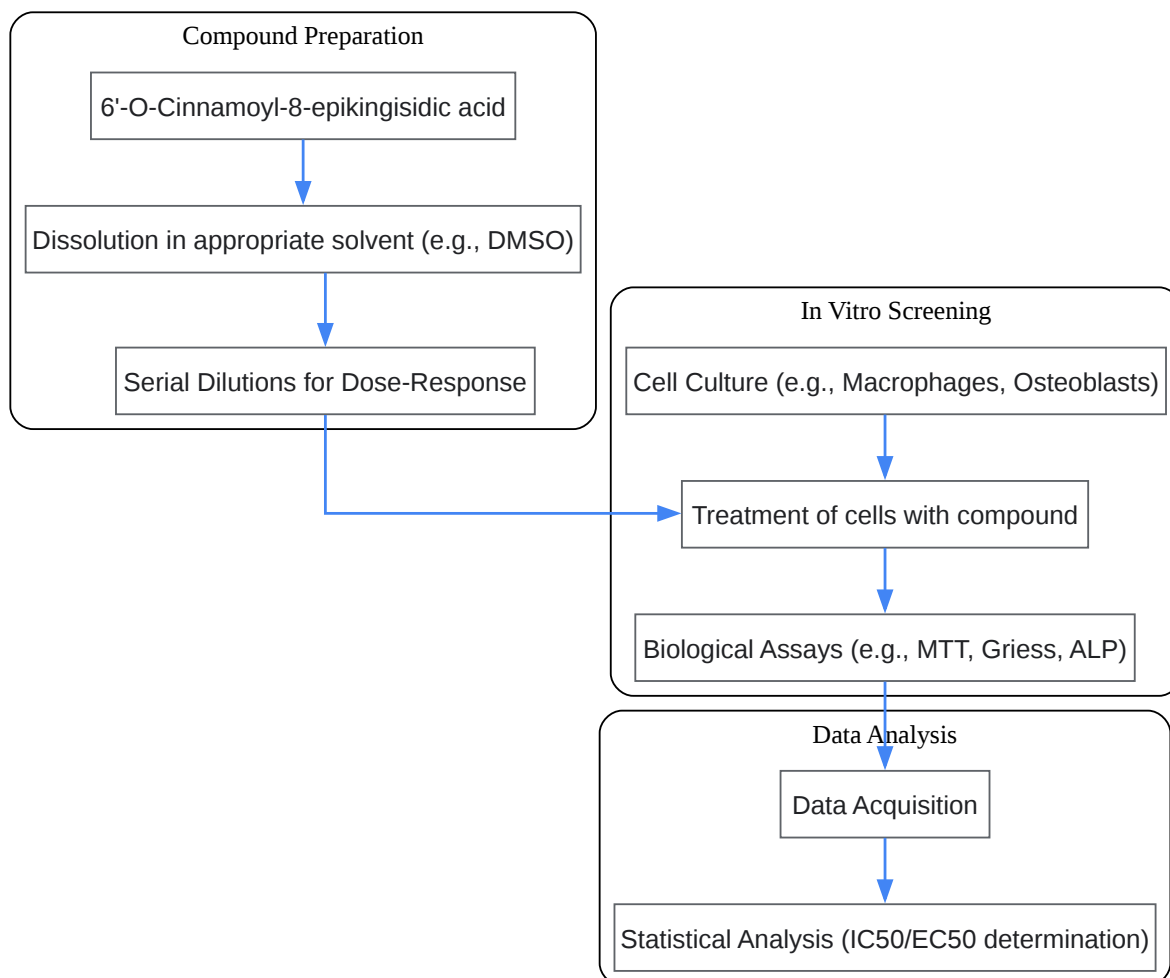 Compound Preparation
6'-O-Cinnamoyl-8-epikingisidic acid
Dissolution in appropriate solvent (e.g., DMSO)
Serial Dilutions for Dose-Response
In Vitro Screening
Cell Culture (e.g., Macrophages, Osteoblasts)
Treatment of cells with compound
Biological Assays (e.g., MTT, Griess, ALP)
Data Analysis
Data Acquisition
Statistical Analysis (IC50/EC50 determination)